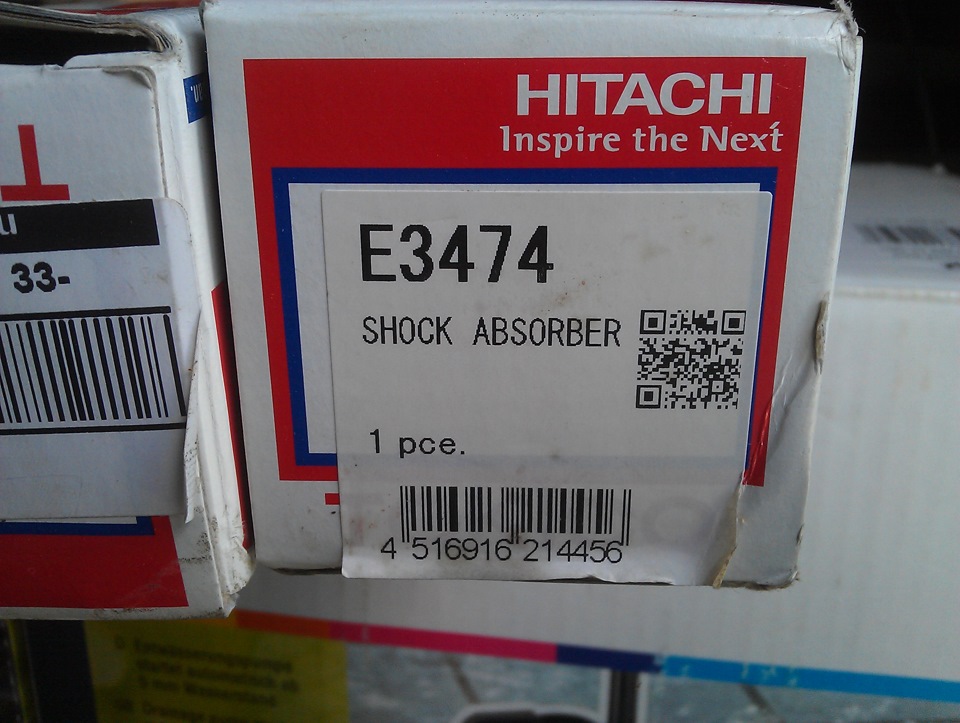 HITACHI
Inspire the Next
E3474
SHOCK ABSORBER
1 pce.
4 516916 214456
33-